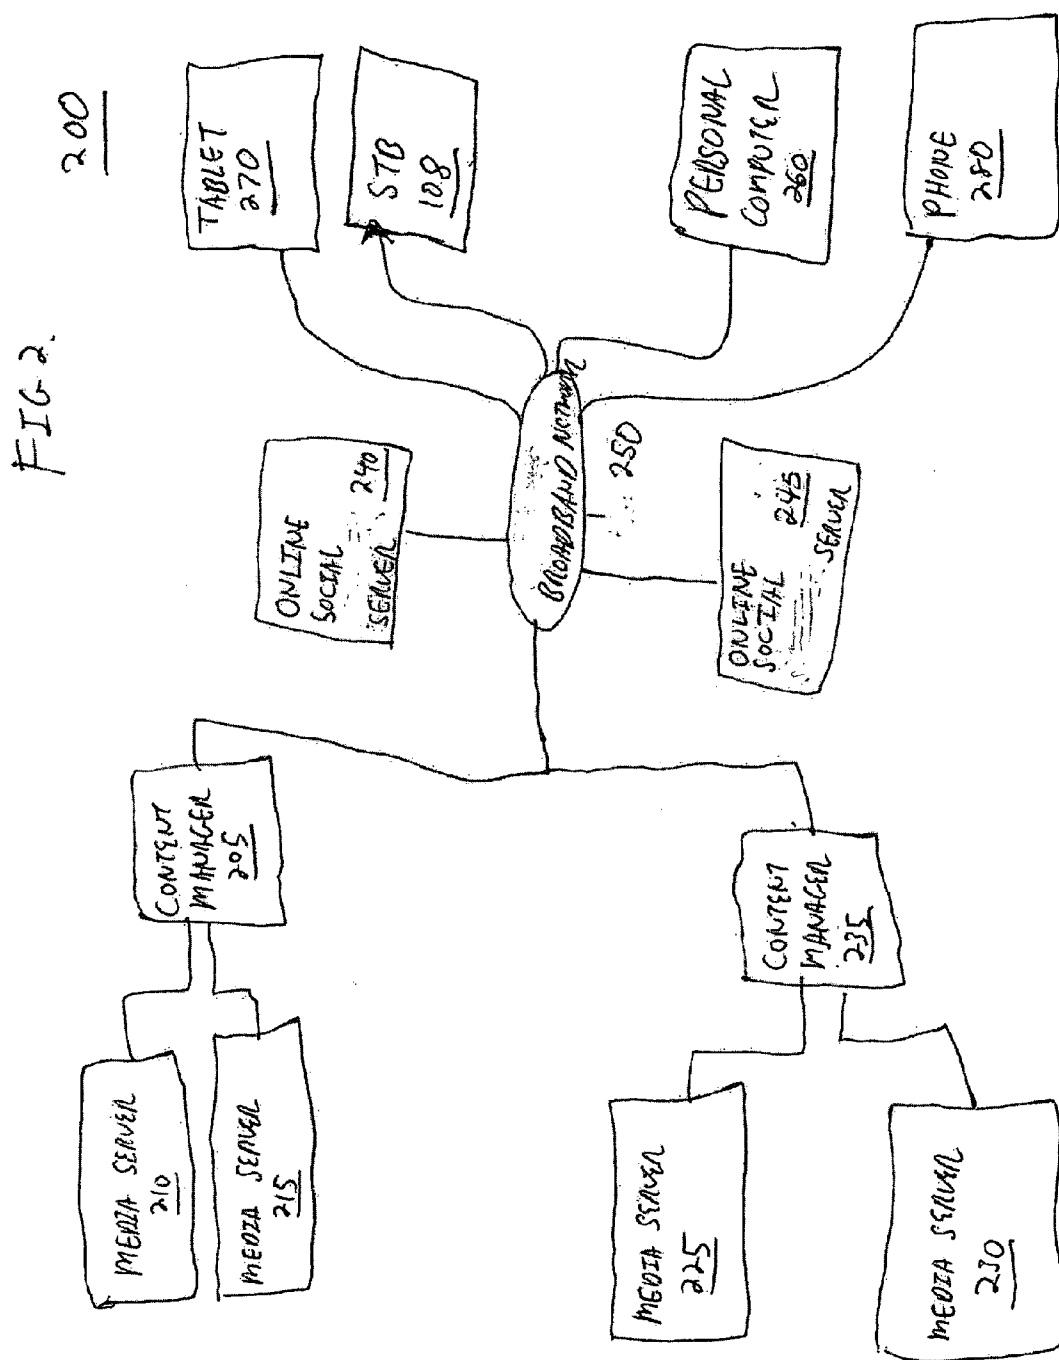 FIG 2.
200
TABLET
270
STB
108
PERSONAL
COMPUTER
260
PHONE
280
ONLINE
SOCIAL
SERVER
240
BROADBAND NETWORK
250
ONLINE
SOCIAL
SERVER
245
CONTENT
MANAGER
205
CONTENT
MANAGER
235
MEDIA SERVER
210
MEDIA SERVER
215
MEDIA SERVER
225
MEDIA SERVER
230